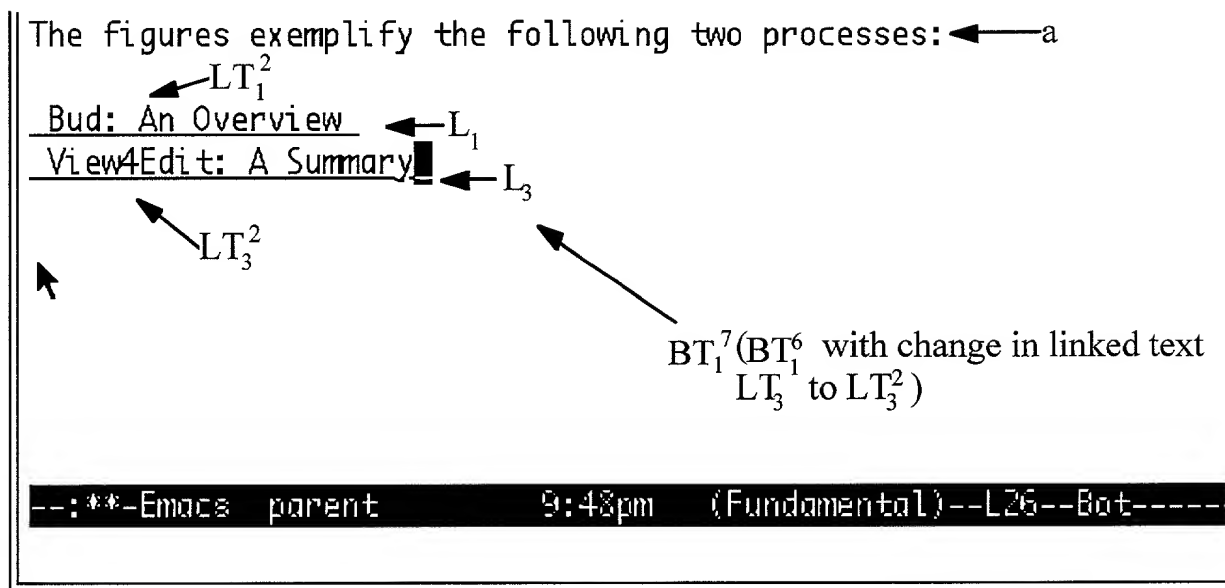 The figures exemplify the following two processes: a
LT₁²
Bud: An Overview L₁
View4Edit: A Summary L₃
LT₃²
BT₁⁷(BT₁⁶ with change in linked text
LT₃¹ to LT₃²)
--:**-Emacs parent 9:48pm (Fundamental)--L26--Bot-----